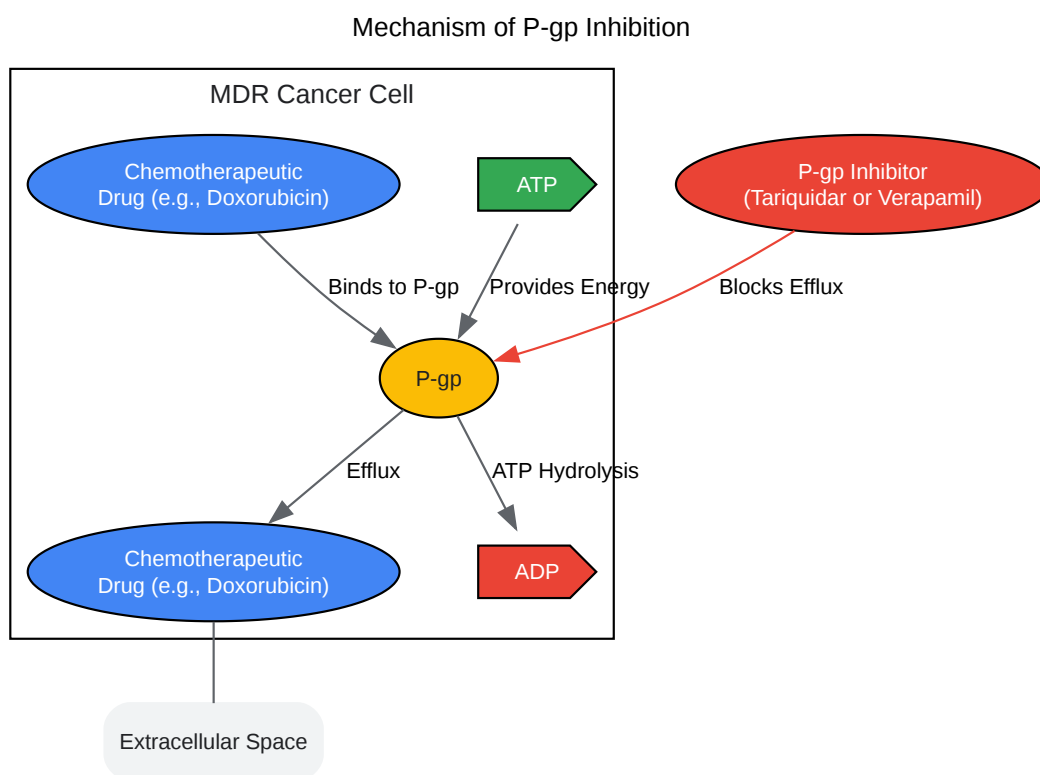 Mechanism of P-gp Inhibition
MDR Cancer Cell
Chemotherapeutic
Drug (e.g., Doxorubicin)
ATP
P-gp Inhibitor
(Tariquidar or Verapamil)
Binds to P-gp
Provides Energy
Blocks Efflux
P-gp
Efflux
ATP Hydrolysis
Chemotherapeutic
Drug (e.g., Doxorubicin)
ADP
Extracellular Space